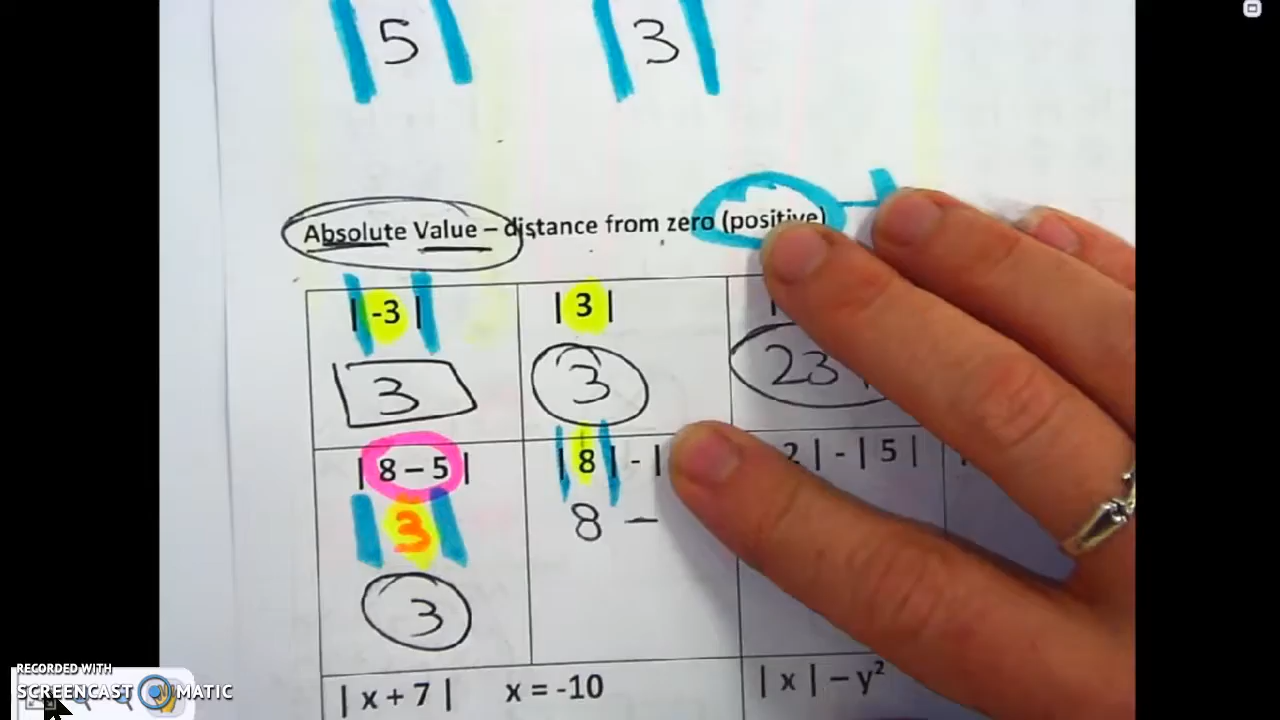 |5| |3|
Absolute Value – distance from zero (positive)
|-3| |3| |
3 3 23
|8 – 5| |8| - | 2| - |5| |
|3| 8 –
3
|x + 7| x = -10 |x| – y²
RECORDED WITH
SCREENCAST MATIC